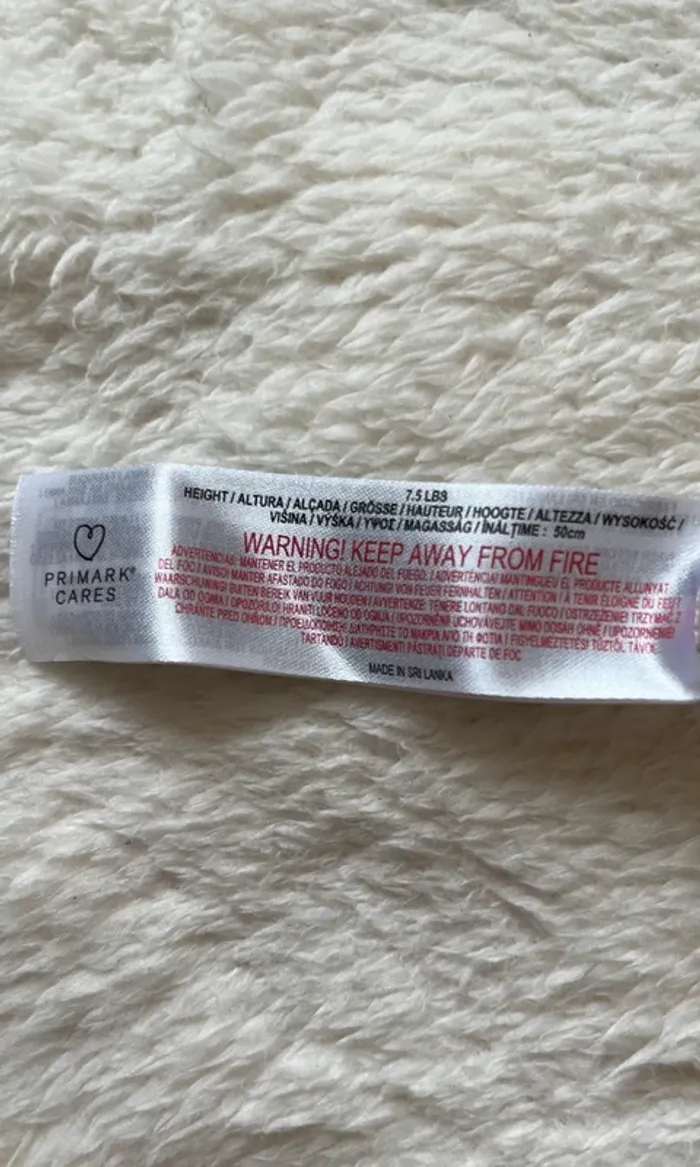 PRIMARK®
CARES
7.5 LBS
HEIGHT / ALTURA / ALÇADA / GRÖSSE / HAUTEUR / HOOGTE / ALTEZZA / WYSOKOŚĆ /
VIŠINA / VÝŠKA / ΥΨΟΣ / MAGASSÁG / ÎNĂLȚIME : 50cm
WARNING! KEEP AWAY FROM FIRE
ADVERTENCIAS: MANTENER EL PRODUCTO ALEJADO DEL FUEGO. / ADVERTÈNCIA! MANTINGUEU EL PRODUCTE ALLUNYAT
DEL FOC / AVISO! MANTER AFASTADO DO FOGO / ACHTUNG! VON FEUER FERNHALTEN / ATTENTION ! À TENIR ÉLOIGNÉ DU FEU !
WAARSCHUWING! BUITEN BEREIK VAN VUUR HOUDEN / AVVERTENZE: TENERE LONTANO DAL FUOCO / OSTRZEŻENIE! TRZYMAĆ Z
DALA OD OGNIA / OPOZORILO! HRANITI LOČENO OD OGNJA / UPOZORNĚNÍ! UCHOVÁVEJTE MIMO DOSAH OHNĚ / UPOZORNENIE!
CHRÁŇTE PRED OHŇOM / ΠΡΟΕΙΔΟΠΟΙΗΣΗ! ΔΙΑΤΗΡΗΣΤΕ ΤΟ ΜΑΚΡΙΑ ΑΠΟ ΤΗ ΦΩΤΙΑ / FIGYELMEZTETÉS! TŰZTŐL TÁVOL
TARTANDÓ / AVERTISMENT! PĂSTRAȚI DEPARTE DE FOC
MADE IN SRI LANKA